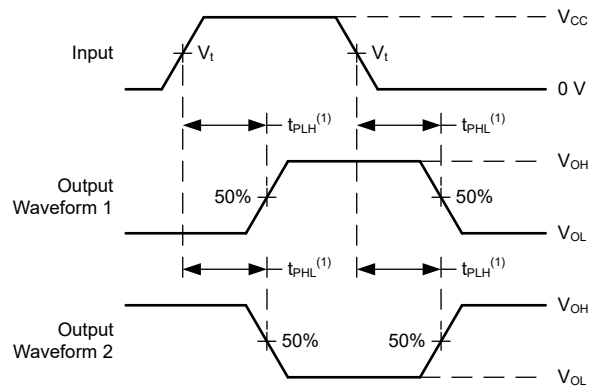 V_CC
Input
V_t
V_t
0 V
t_PLH^(1)
t_PHL^(1)
V_OH
Output
Waveform 1
50%
50%
V_OL
t_PHL^(1)
t_PLH^(1)
V_OH
Output
Waveform 2
50%
50%
V_OL